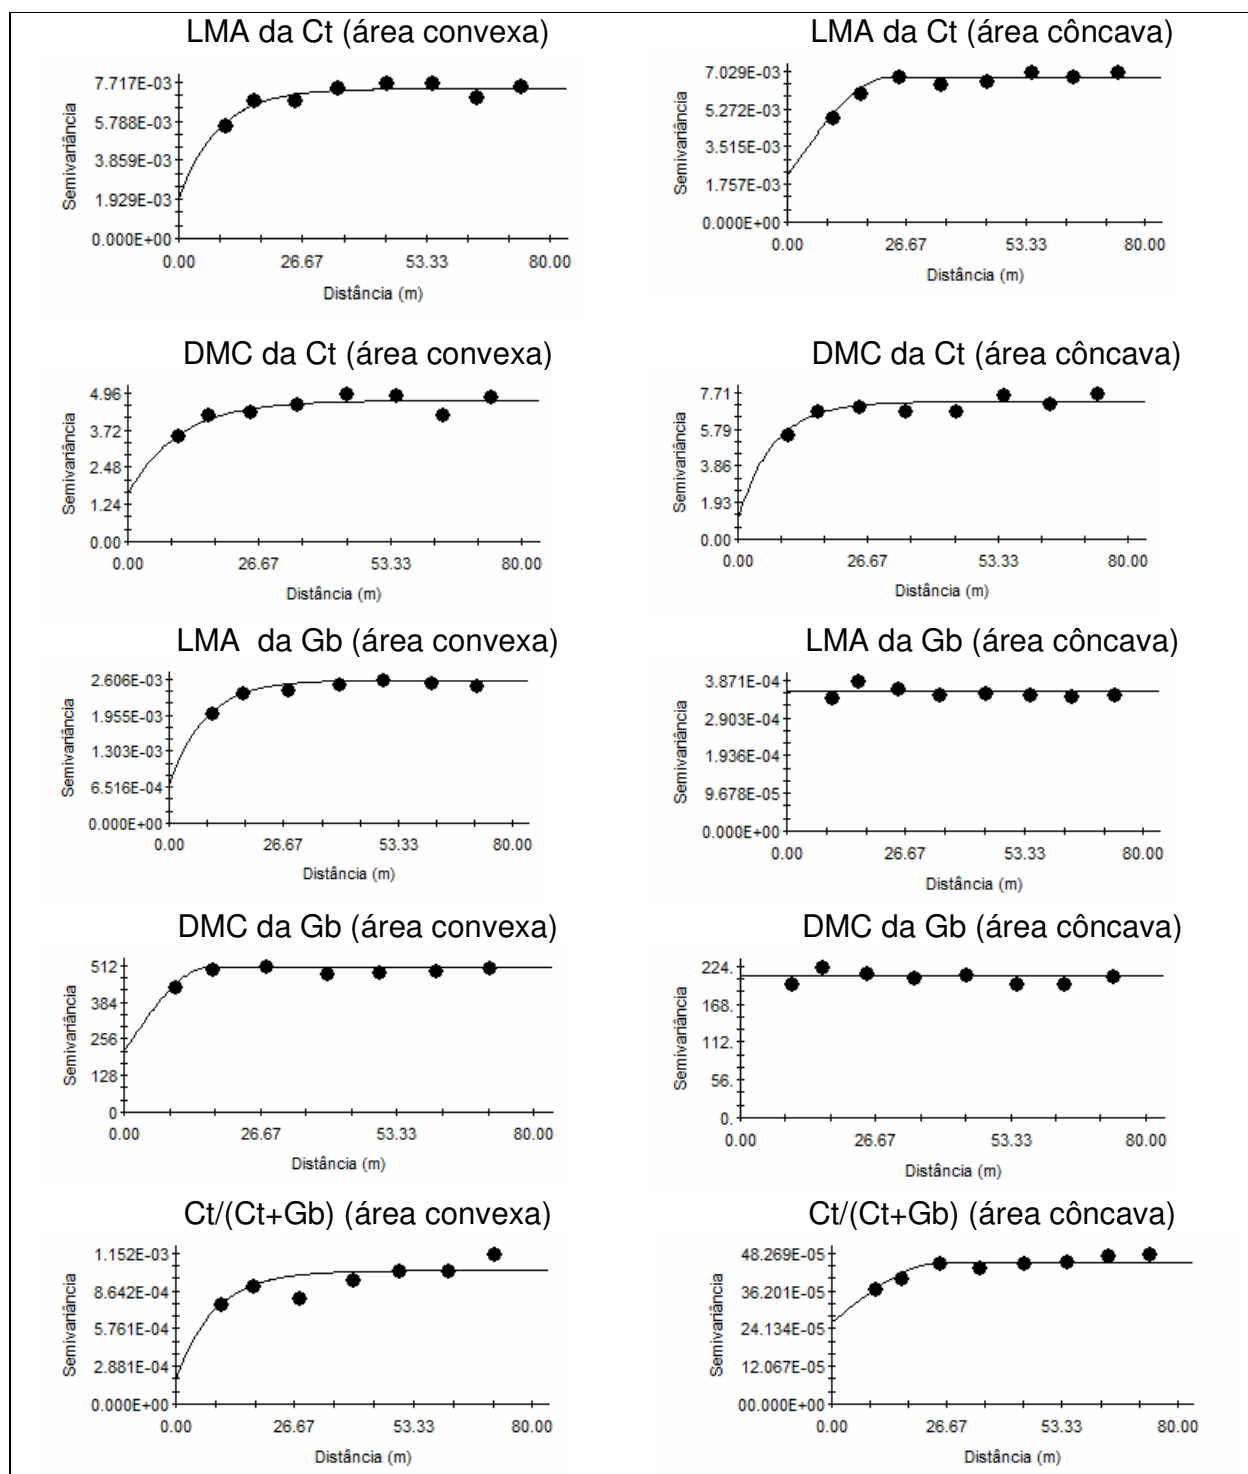 LMA da Ct (área convexa)
7.717E-03
5.788E-03
3.859E-03
1.929E-03
0.000E+00
Semivariância
0.00 26.67 53.33 80.00
Distância (m)
LMA da Ct (área côncava)
7.029E-03
5.272E-03
3.515E-03
1.757E-03
0.000E+00
Semivariância
0.00 26.67 53.33 80.00
Distância (m)
DMC da Ct (área convexa)
4.96
3.72
2.48
1.24
0.00
Semivariância
0.00 26.67 53.33 80.00
Distância (m)
DMC da Ct (área côncava)
7.71
5.79
3.86
1.93
0.00
Semivariância
0.00 26.67 53.33 80.00
Distância (m)
LMA da Gb (área convexa)
2.606E-03
1.955E-03
1.303E-03
6.516E-04
0.000E+00
Semivariância
0.00 26.67 53.33 80.00
Distância (m)
LMA da Gb (área côncava)
3.871E-04
2.903E-04
1.936E-04
9.678E-05
0.000E+00
Semivariância
0.00 26.67 53.33 80.00
Distância (m)
DMC da Gb (área convexa)
512
384
256
128
0
Semivariância
0.00 26.67 53.33 80.00
Distância (m)
DMC da Gb (área côncava)
224.
168.
112.
56.
0.
Semivariância
0.00 26.67 53.33 80.00
Distância (m)
Ct/(Ct+Gb) (área convexa)
1.152E-03
8.642E-04
5.761E-04
2.881E-04
0.000E+00
Semivariância
0.00 26.67 53.33 80.00
Distância (m)
Ct/(Ct+Gb) (área côncava)
48.269E-05
36.201E-05
24.134E-05
12.067E-05
00.000E+00
Semivariância
0.00 26.67 53.33 80.00
Distância (m)